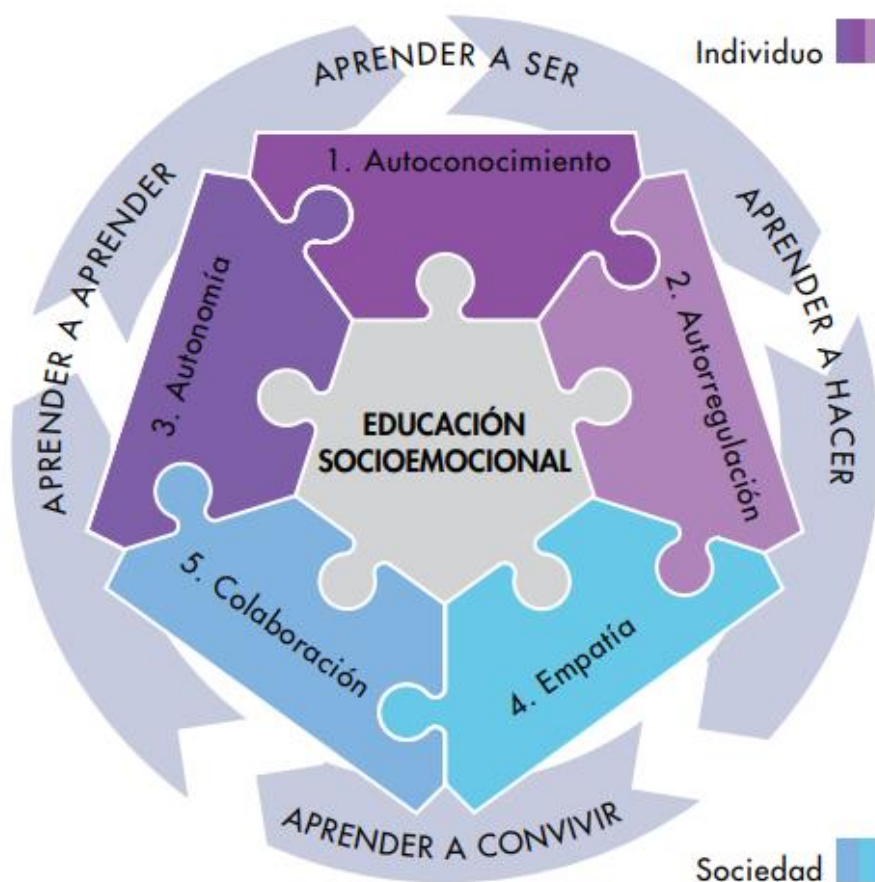 Individuo
APRENDER A SER
APRENDER A HACER
APRENDER A CONVIVIR
APRENDER A APRENDER
1. Autoconocimiento
2. Autorregulación
3. Autonomía
4. Empatía
5. Colaboración
EDUCACIÓN
SOCIOEMOCIONAL
Sociedad